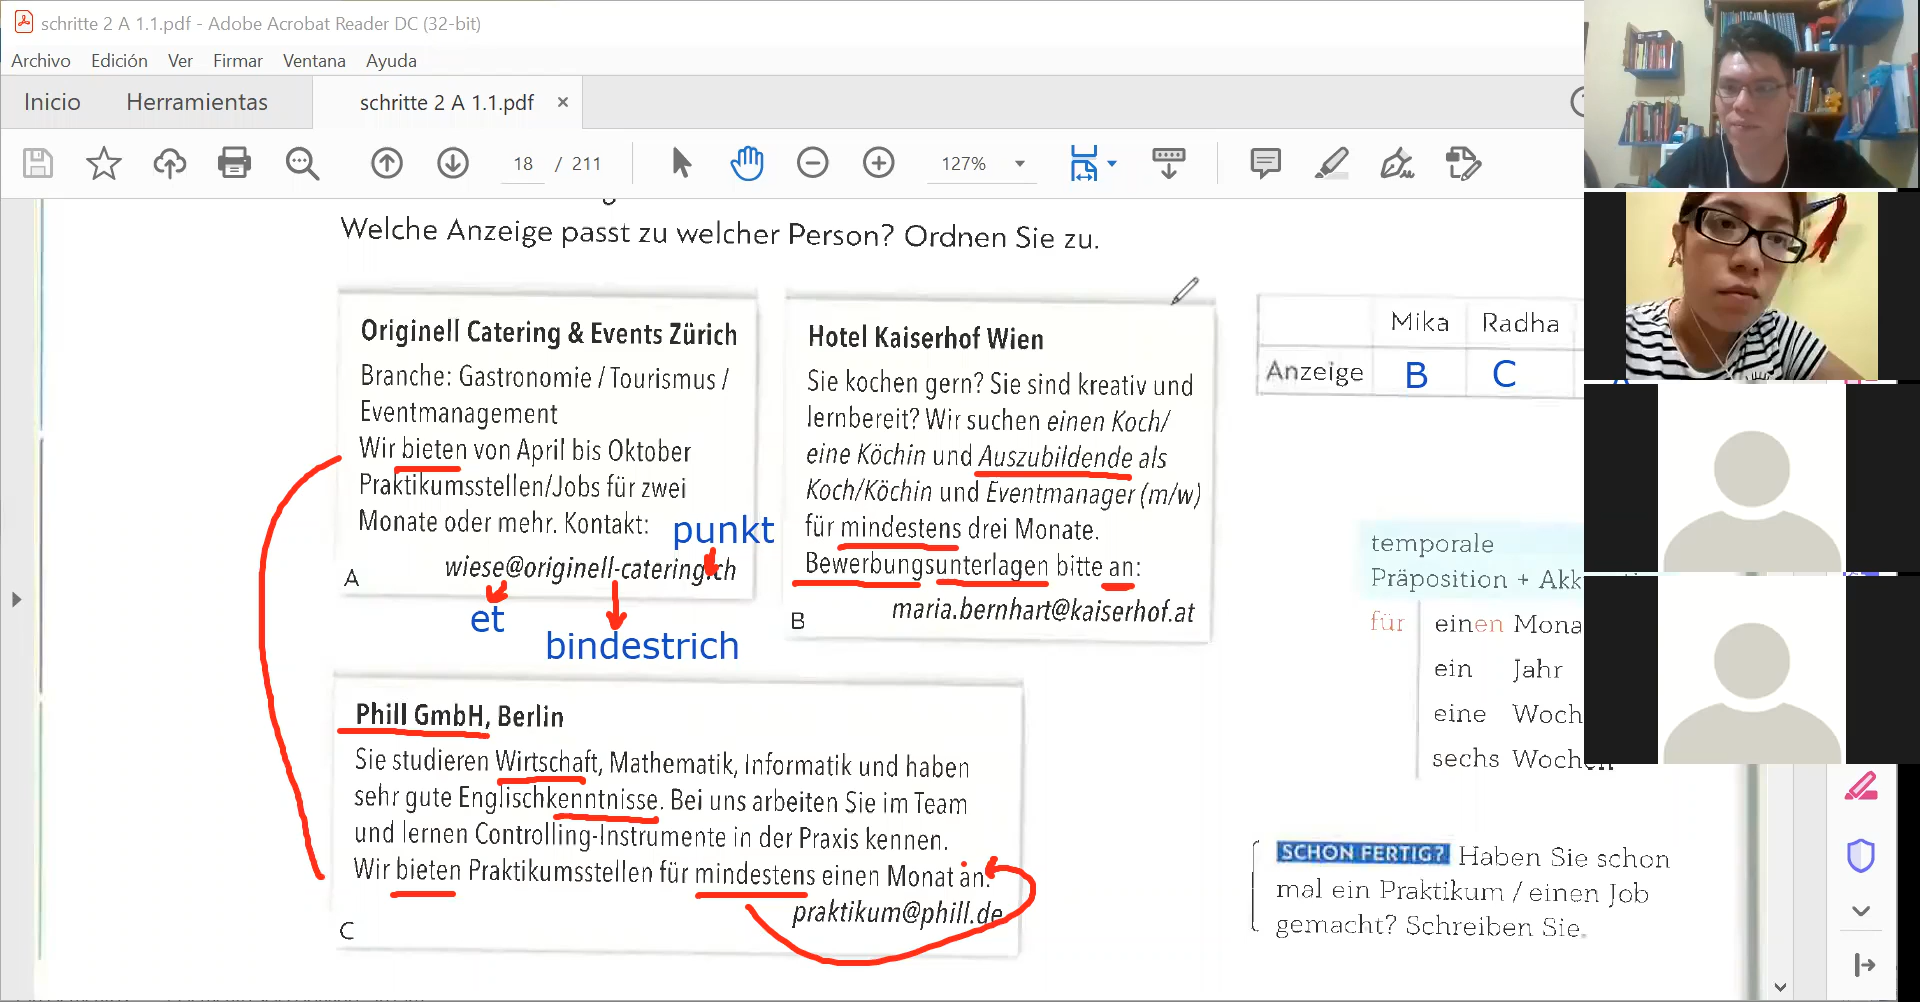 schritte 2 A 1.1.pdf - Adobe Acrobat Reader DC (32-bit)
Archivo Edición Ver Firmar Ventana Ayuda
Inicio Herramientas schritte 2 A 1.1.pdf ×
18 / 211 127%
Welche Anzeige passt zu welcher Person? Ordnen Sie zu.
Originell Catering & Events Zürich
Branche: Gastronomie / Tourismus /
Eventmanagement
Wir bieten von April bis Oktober
Praktikumsstellen/Jobs für zwei
Monate oder mehr. Kontakt:
punkt
wiese@originell-catering.ch
A
et
bindestrich
Hotel Kaiserhof Wien
Sie kochen gern? Sie sind kreativ und
lernbereit? Wir suchen einen Koch/
eine Köchin und Auszubildende als
Koch/Köchin und Eventmanager (m/w)
für mindestens drei Monate.
Bewerbungsunterlagen bitte an:
maria.bernhart@kaiserhof.at
B
Mika Radha
Anzeige B C
temporale
Präposition +
für einen
ein Jahr
eine
sechs
Phill GmbH, Berlin
Sie studieren Wirtschaft, Mathematik, Informatik und haben
sehr gute Englischkenntnisse. Bei uns arbeiten Sie im Team
und lernen Controlling-Instrumente in der Praxis kennen.
Wir bieten Praktikumsstellen für mindestens einen Monat an.
praktikum@phill.de
C
SCHON FERTIG? Haben Sie schon
mal ein Praktikum / einen Job
gemacht? Schreiben Sie.